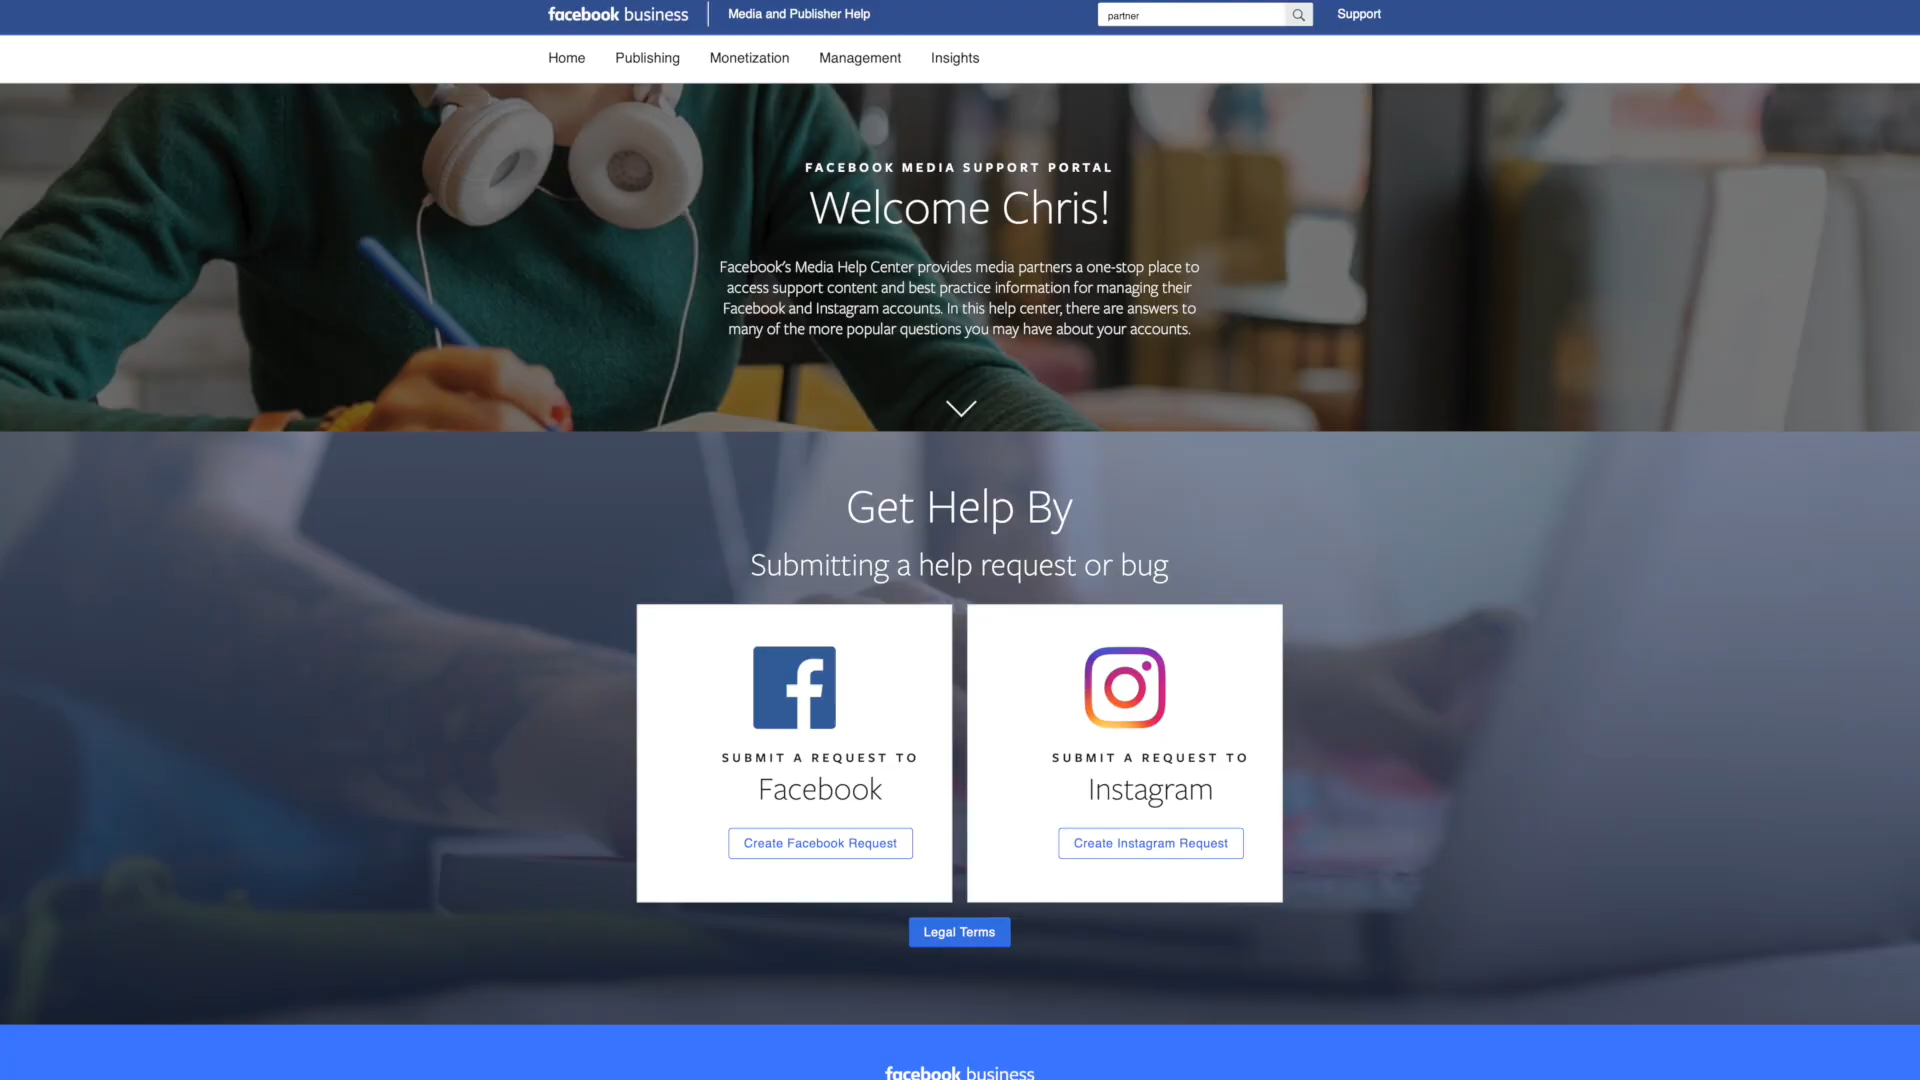 facebook business
Media and Publisher Help
partner
Support
Home
Publishing
Monetization
Management
Insights
FACEBOOK MEDIA SUPPORT PORTAL
Welcome Chris!
Facebook's Media Help Center provides media partners a one-stop place to
access support content and best practice information for managing their
Facebook and Instagram accounts. In this help center, there are answers to
many of the more popular questions you may have about your accounts.
Get Help By
Submitting a help request or bug
SUBMIT A REQUEST TO
Facebook
Create Facebook Request
SUBMIT A REQUEST TO
Instagram
Create Instagram Request
Legal Terms
facebook business